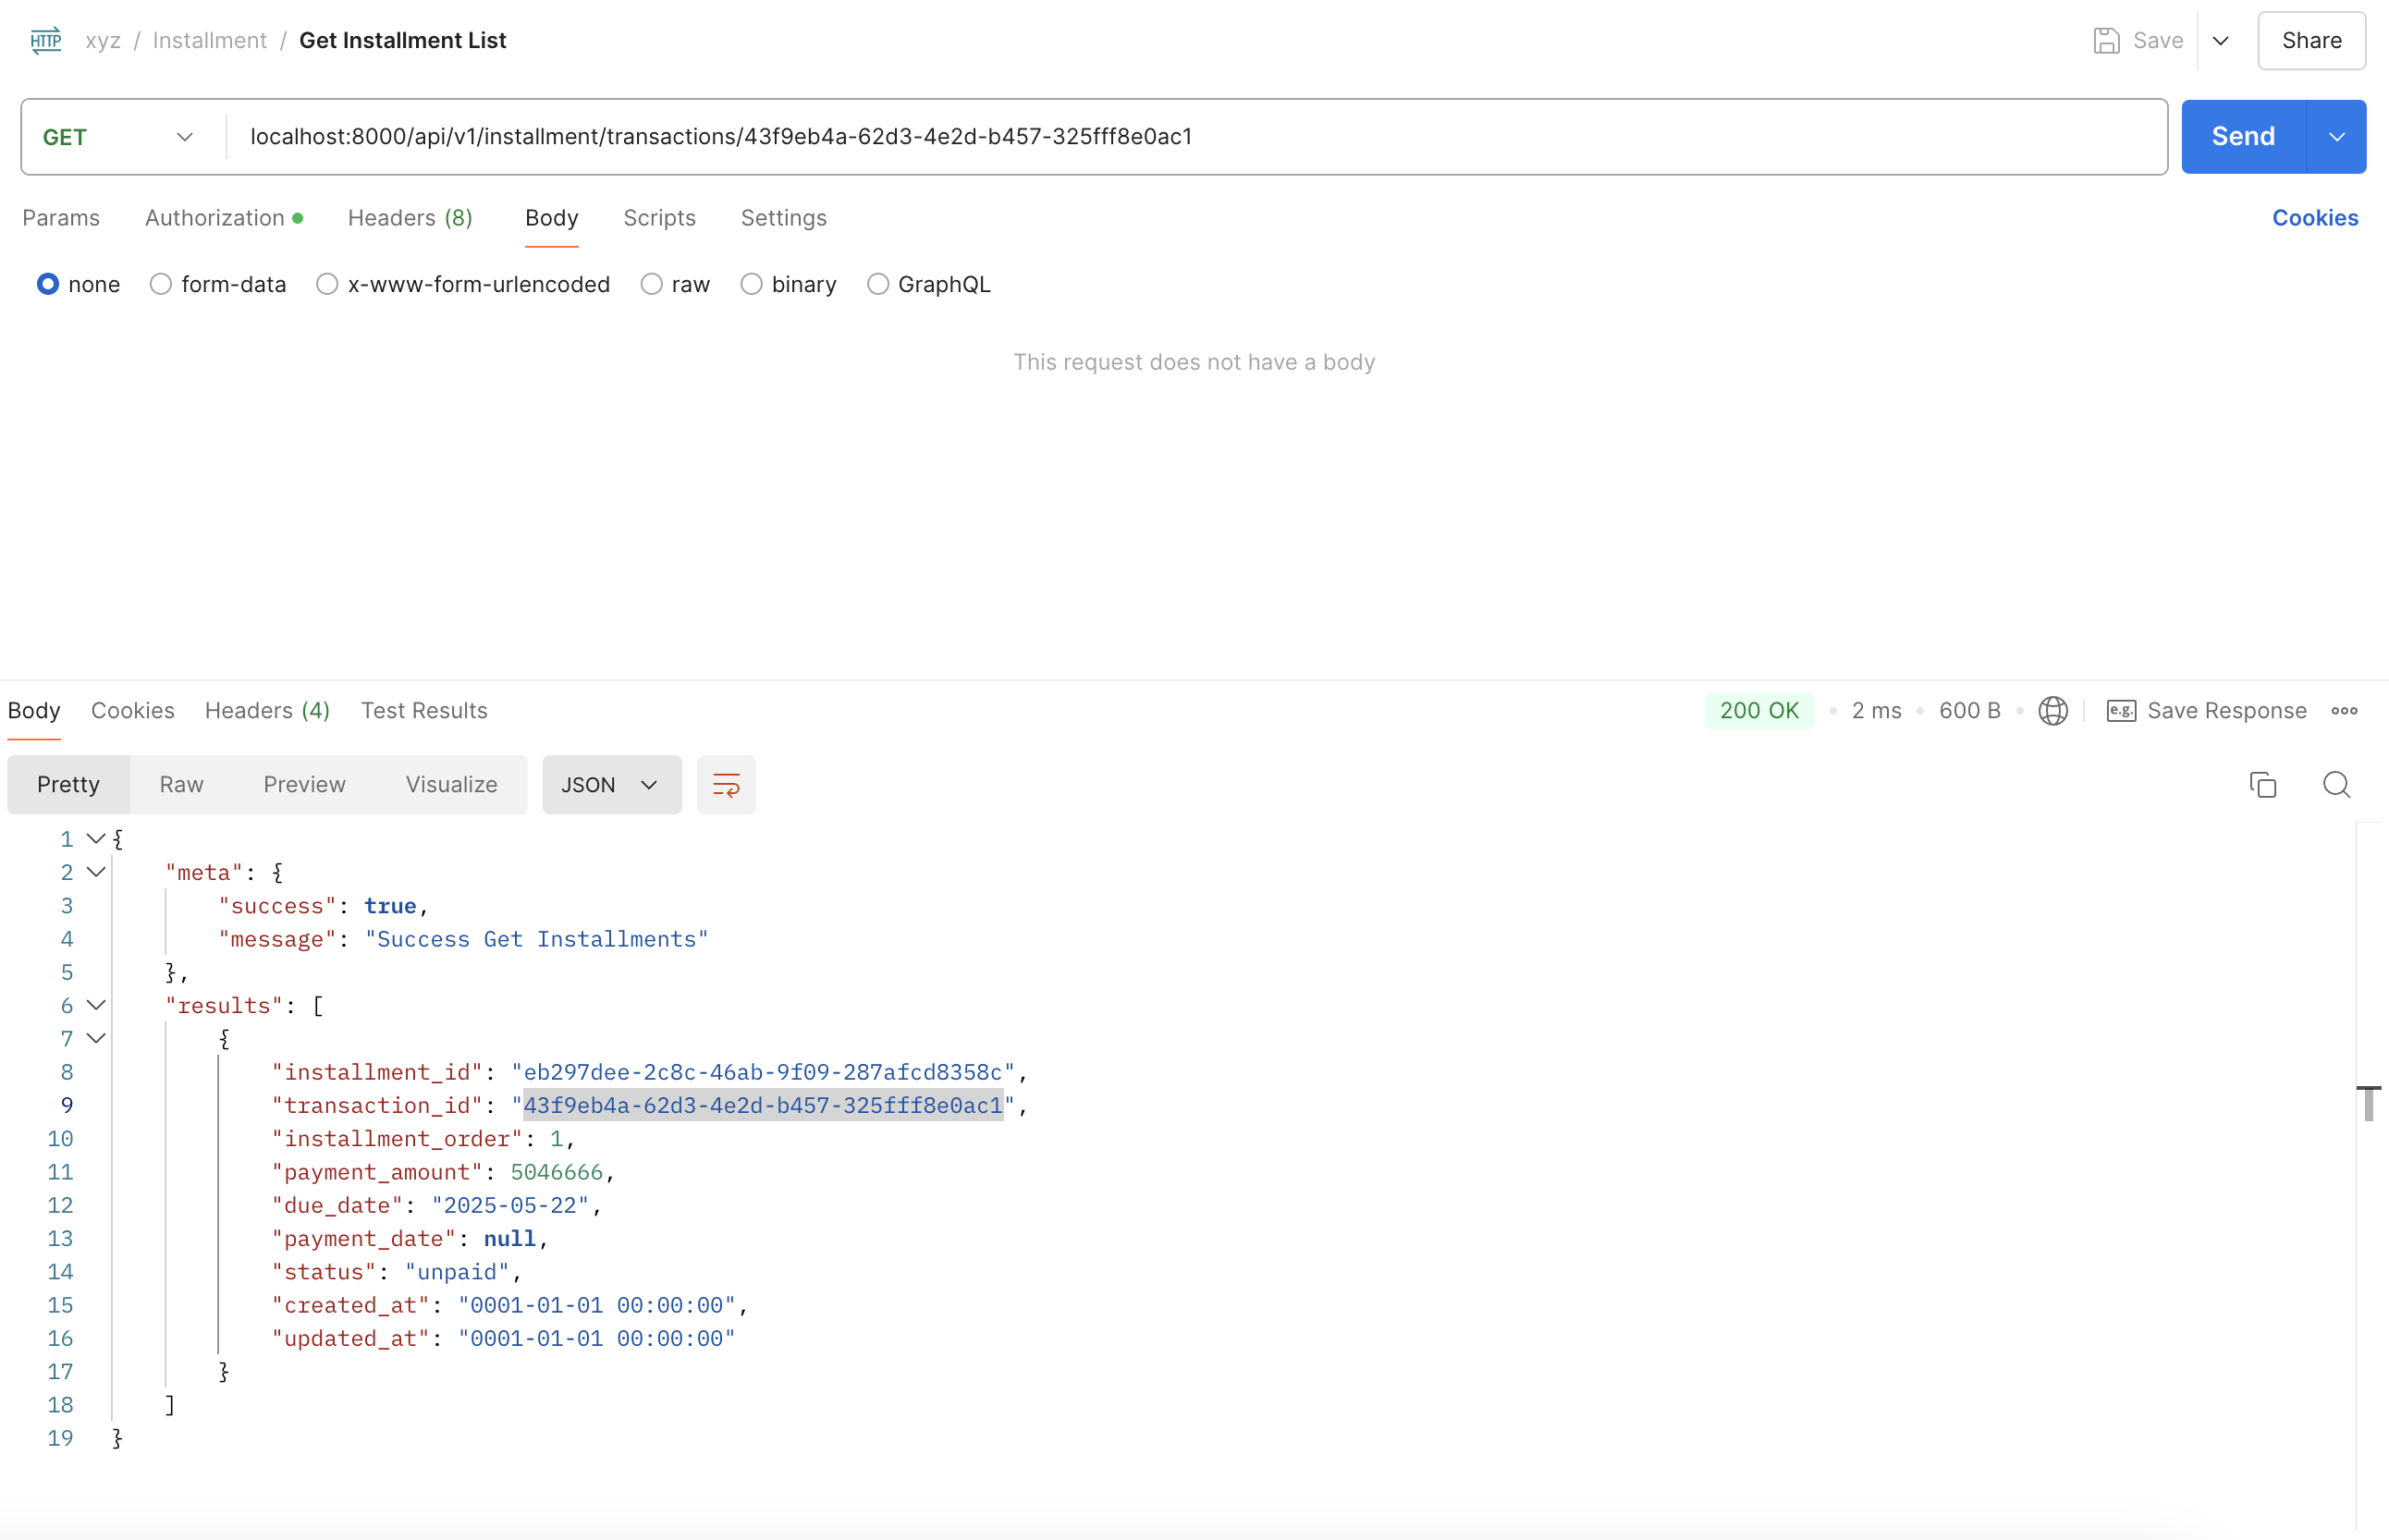 HTTP xyz / Installment / Get Installment List Save Share
GET localhost:8000/api/v1/installment/transactions/43f9eb4a-62d3-4e2d-b457-325fff8e0ac1 Send
Params Authorization Headers (8) Body Scripts Settings Cookies
none form-data x-www-form-urlencoded raw binary GraphQL
This request does not have a body
Body Cookies Headers (4) Test Results 200 OK • 2 ms • 600 B • e.g. Save Response
Pretty Raw Preview Visualize JSON
1 {
2 "meta": {
3 "success": true,
4 "message": "Success Get Installments"
5 },
6 "results": [
7 {
8 "installment_id": "eb297dee-2c8c-46ab-9f09-287afcd8358c",
9 "transaction_id": "43f9eb4a-62d3-4e2d-b457-325fff8e0ac1",
10 "installment_order": 1,
11 "payment_amount": 5046666,
12 "due_date": "2025-05-22",
13 "payment_date": null,
14 "status": "unpaid",
15 "created_at": "0001-01-01 00:00:00",
16 "updated_at": "0001-01-01 00:00:00"
17 }
18 ]
19 }